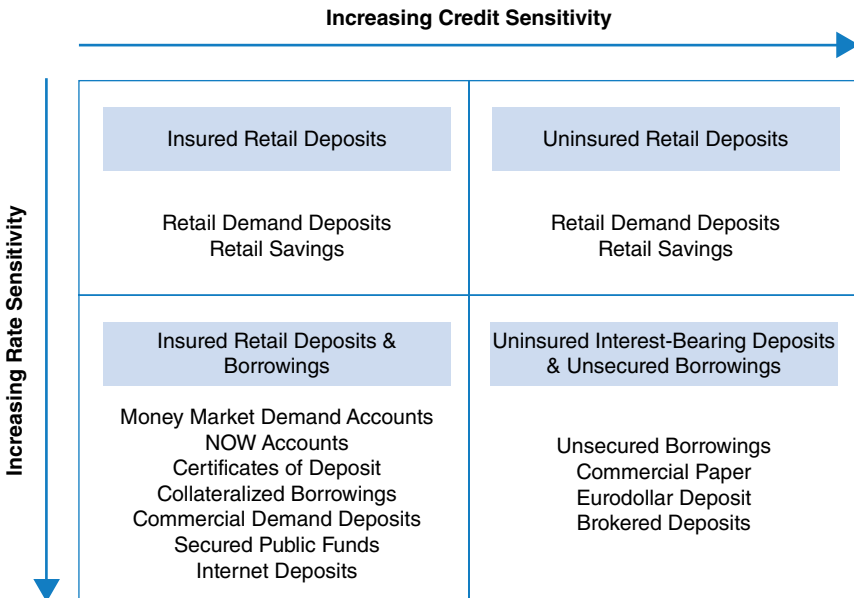 Increasing Credit Sensitivity
Increasing Rate Sensitivity
Insured Retail Deposits
Retail Demand Deposits
Retail Savings
Uninsured Retail Deposits
Retail Demand Deposits
Retail Savings
Insured Retail Deposits &
Borrowings
Money Market Demand Accounts
NOW Accounts
Certificates of Deposit
Collateralized Borrowings
Commercial Demand Deposits
Secured Public Funds
Internet Deposits
Uninsured Interest-Bearing Deposits
& Unsecured Borrowings
Unsecured Borrowings
Commercial Paper
Eurodollar Deposit
Brokered Deposits